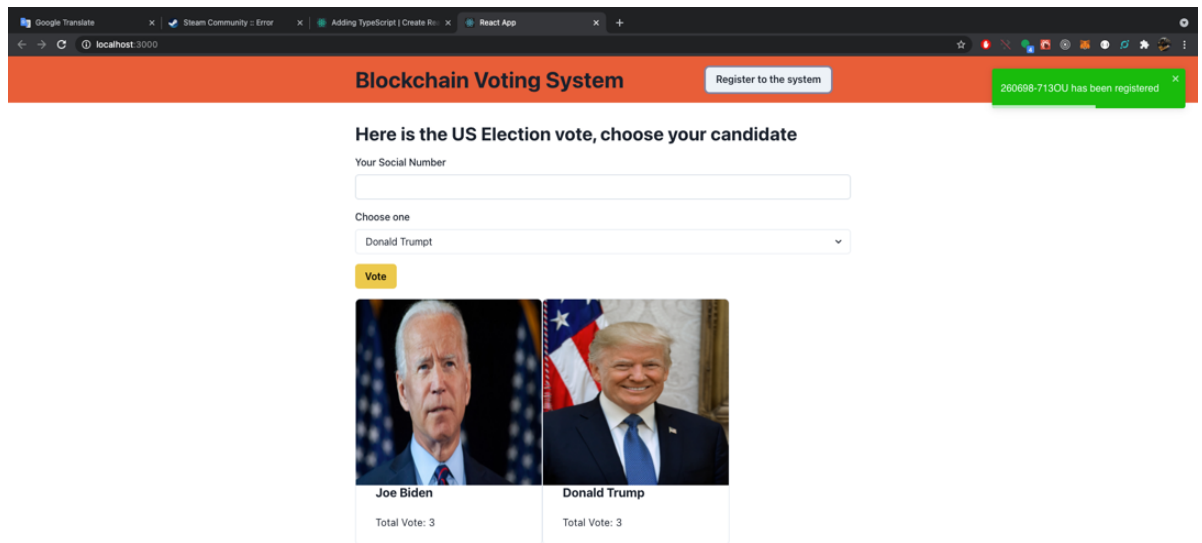 Google Translate
Steam Community :: Error
Adding TypeScript | Create Rea
React App
localhost:3000
Blockchain Voting System
Register to the system
260698-713OU has been registered
Here is the US Election vote, choose your candidate
Your Social Number
Choose one
Donald Trumpt
Vote
Joe Biden
Donald Trump
Total Vote: 3
Total Vote: 3